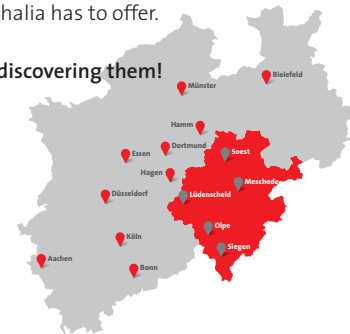 halia has to offer.
discovering them!
Bielefeld
Münster
Hamm
Dortmund
Essen
Soest
Hagen
Meschede
Düsseldorf
Lüdenscheid
Olpe
Köln
Siegen
Aachen
Bonn